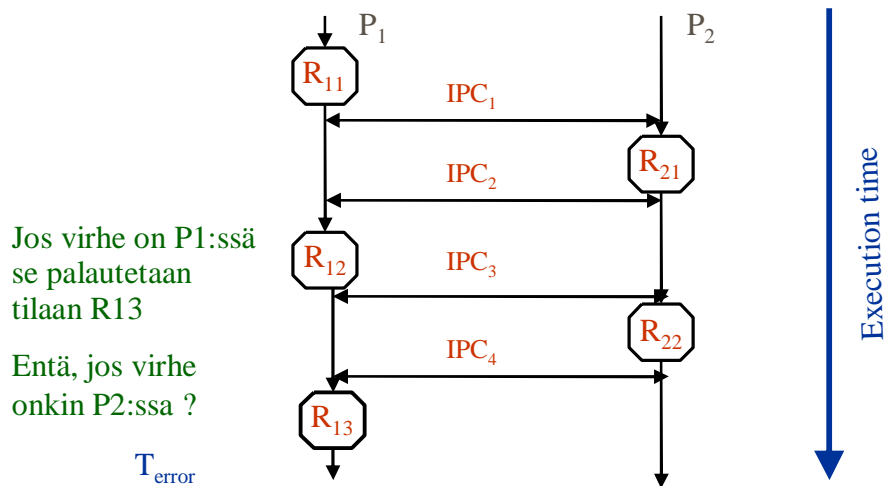 P₁
P₂
R₁₁
IPC₁
R₂₁
IPC₂
Jos virhe on P1:ssä
se palautetaan
tilaan R13
R₁₂
IPC₃
R₂₂
Entä, jos virhe
onkin P2:ssa ?
IPC₄
R₁₃
T_error
Execution time